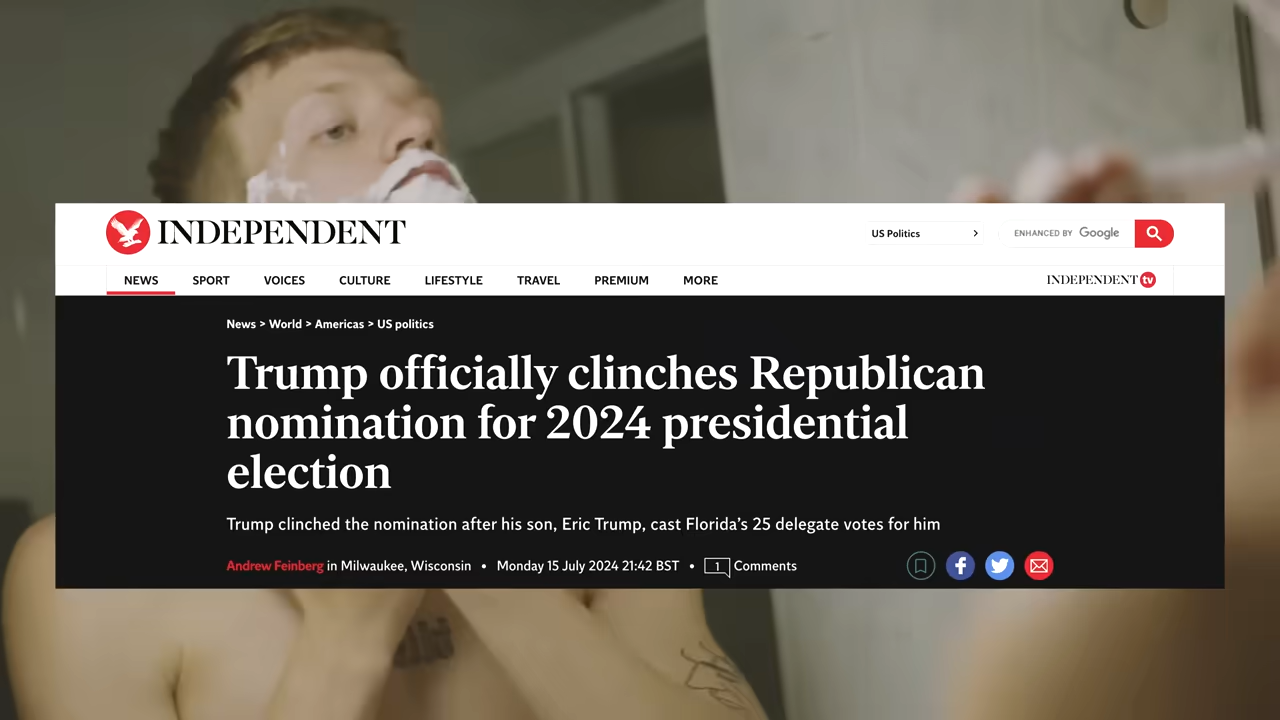 INDEPENDENT
US Politics
ENHANCED BY Google
NEWS SPORT VOICES CULTURE LIFESTYLE TRAVEL PREMIUM MORE
INDEPENDENT tv
News > World > Americas > US politics
Trump officially clinches Republican
nomination for 2024 presidential
election
Trump clinched the nomination after his son, Eric Trump, cast Florida's 25 delegate votes for him
Andrew Feinberg in Milwaukee, Wisconsin • Monday 15 July 2024 21:42 BST • 1 Comments